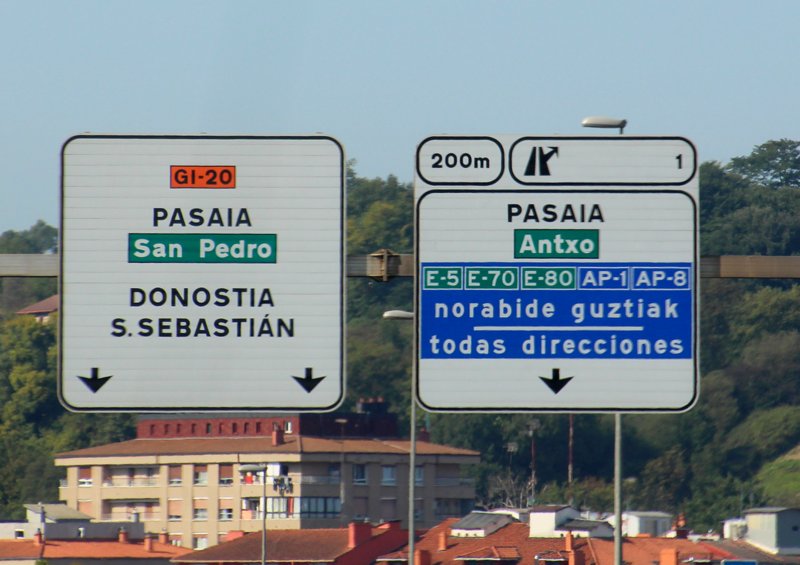 GI-20
PASAIA
San Pedro
DONOSTIA
S. SEBASTIÁN
200m
1
PASAIA
Antxo
E-5 E-70 E-80 AP-1 AP-8
norabide guztiak
todas direcciones